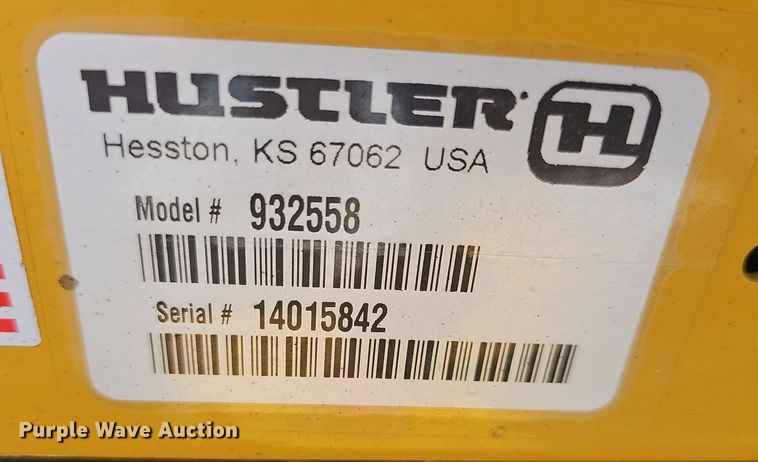 HUSTLER
H
Hesston, KS 67062 USA
Model # 932558
Serial # 14015842
Purple Wave Auction